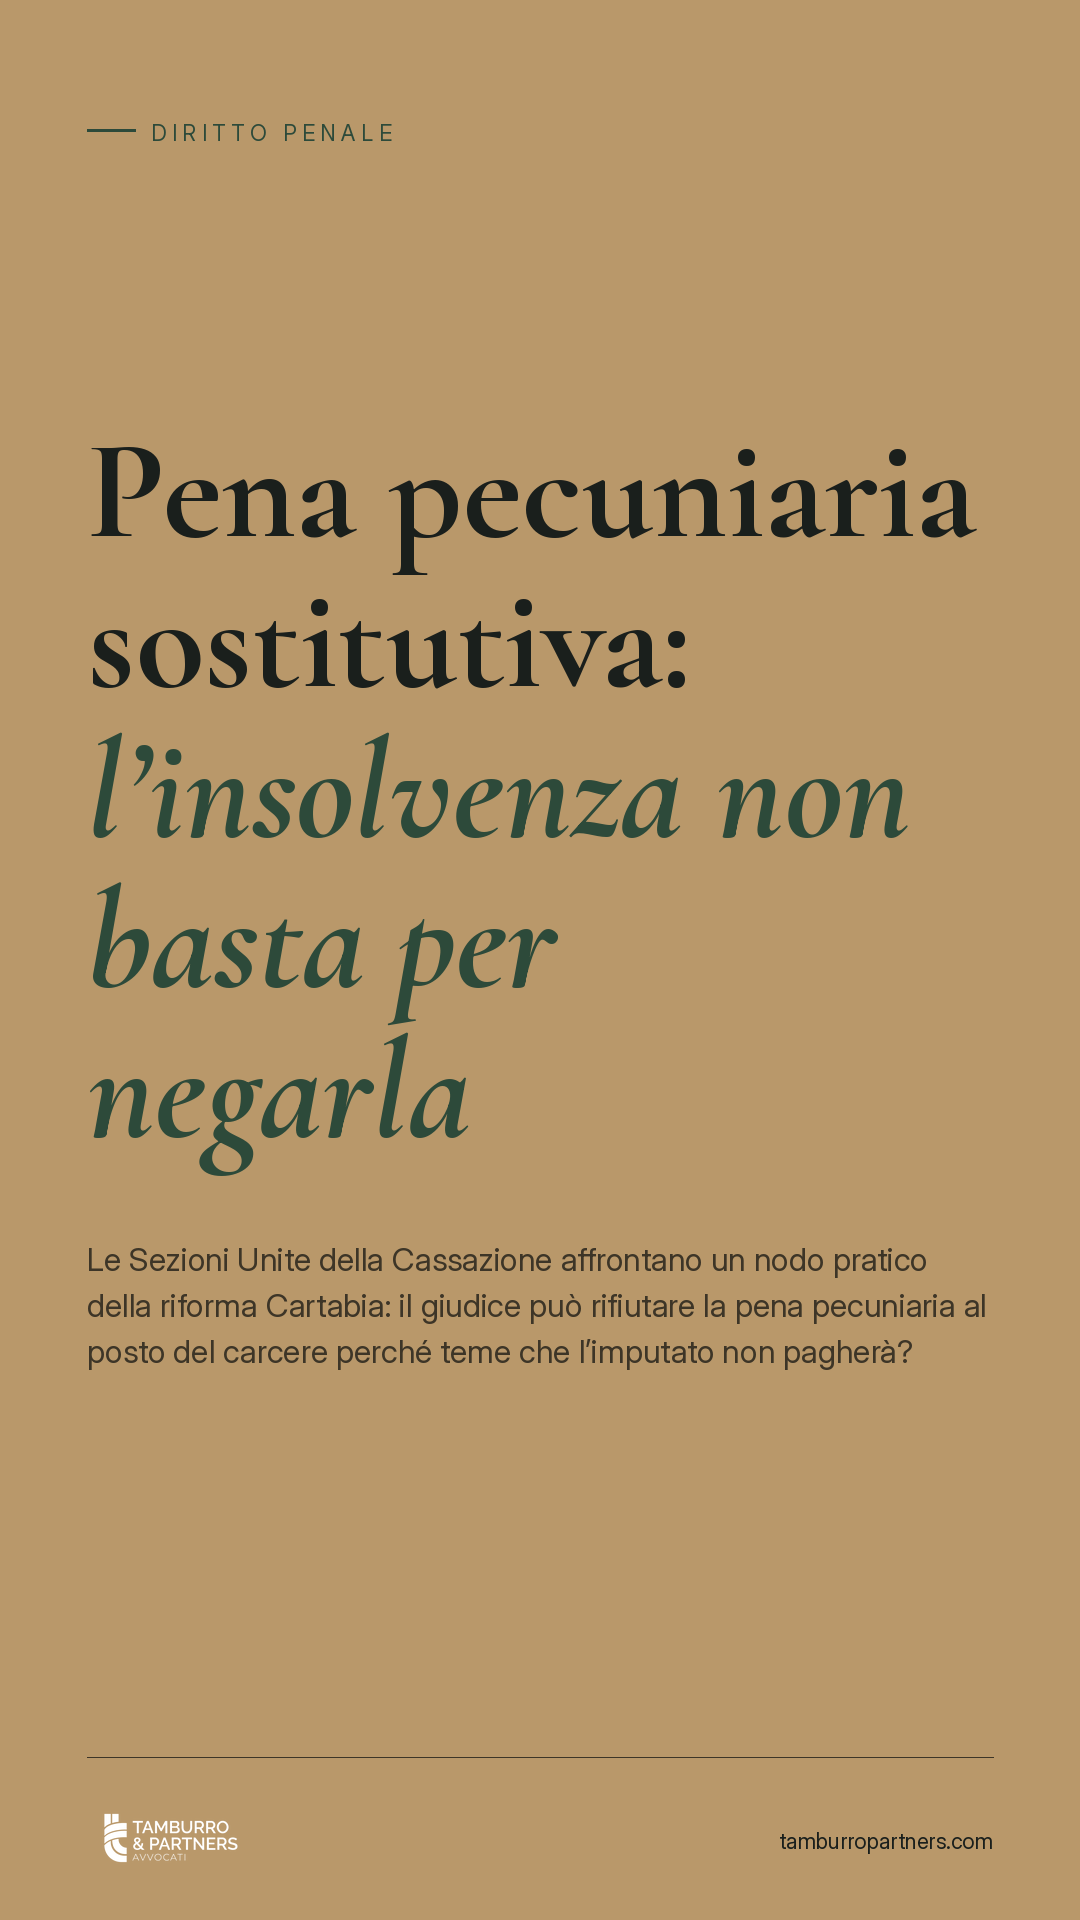 DIRITTO PENALE
Pena pecuniaria
sostitutiva:
l’insolvenza non
basta per
negarla
Le Sezioni Unite della Cassazione affrontano un nodo pratico
della riforma Cartabia: il giudice può rifiutare la pena pecuniaria al
posto del carcere perché teme che l’imputato non pagherà?
TAMBURRO
& PARTNERS
AVVOCATI
tamburropartners.com